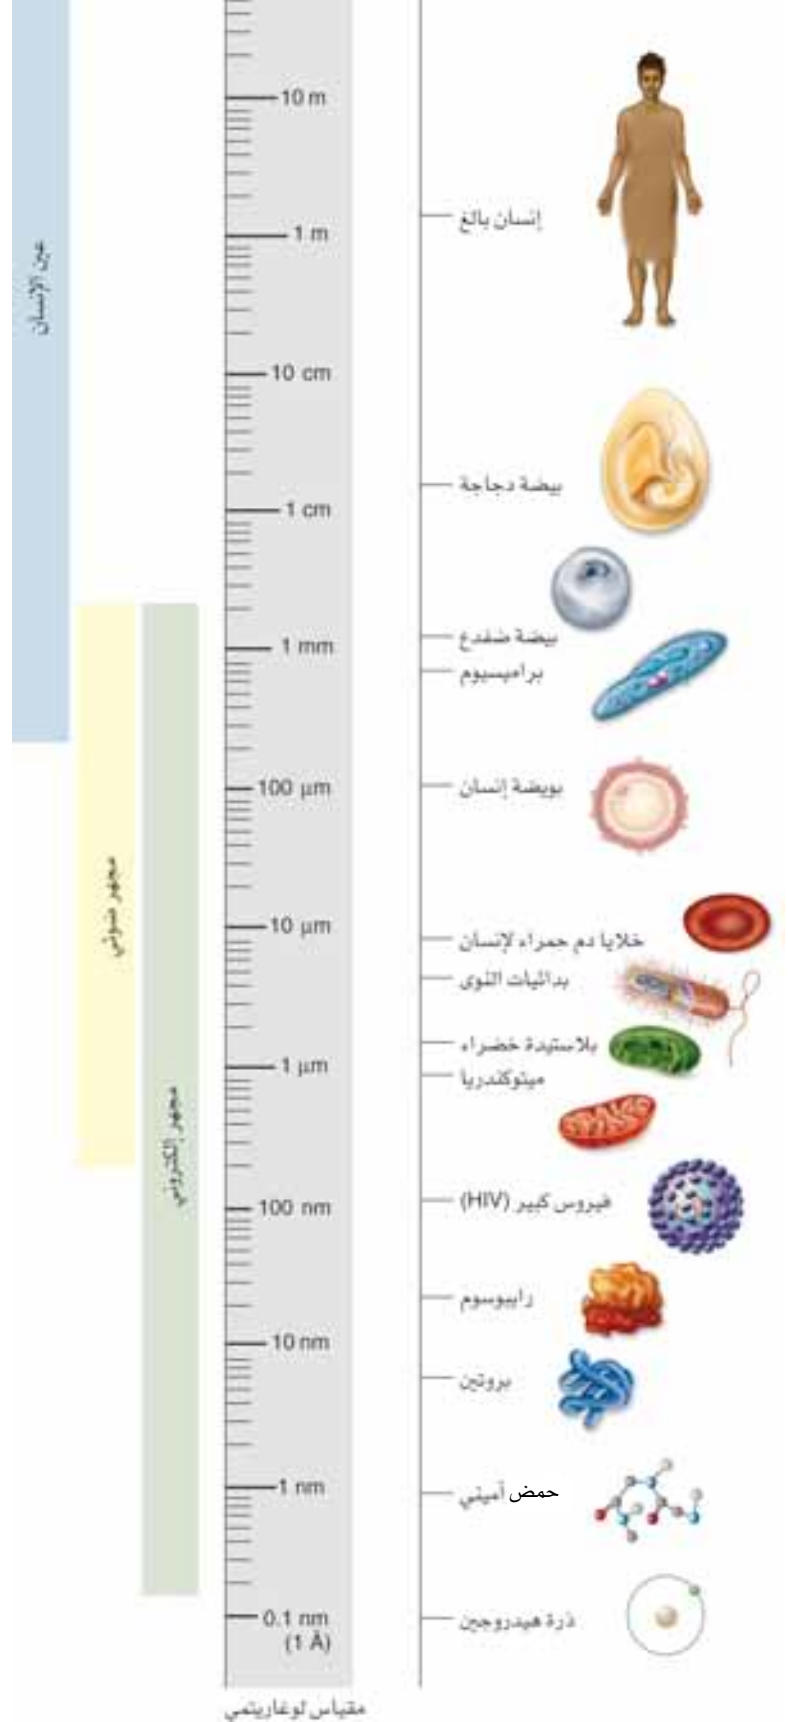 10 m
إنسان بالغ
1 m
عين الإنسان
10 cm
بيضة دجاجة
1 cm
بيضة ضفدع
1 mm
براميسيوم
100 µm
بويضة إنسان
مجهر ضوئي
10 µm
خلايا دم حمراء لإنسان
بدائيات النوى
بلاستيدة خضراء
1 µm
ميتوكندريا
مجهر إلكتروني
فيروس كبير (HIV)
100 nm
رايبوسوم
10 nm
بروتين
1 nm
حمض أميني
0.1 nm
(1 Å)
ذرة هيدروجين
مقياس لوغاريتمي